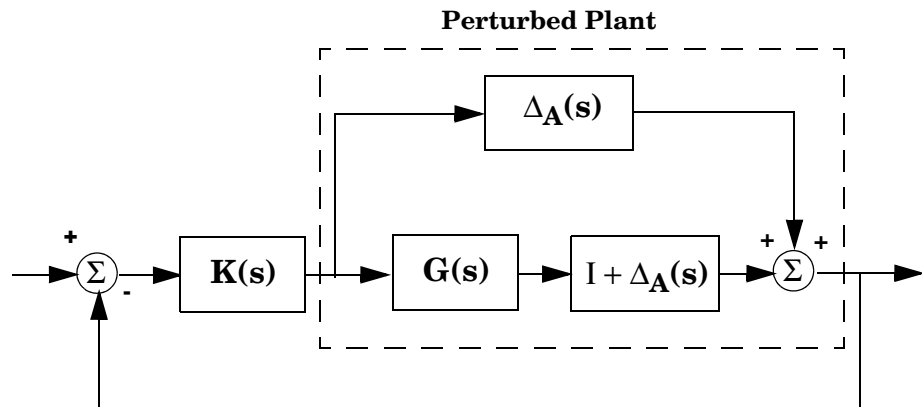 Perturbed Plant
Δ_A(s)
+
Σ
-
K(s)
G(s)
I + Δ_A(s)
+
+
Σ